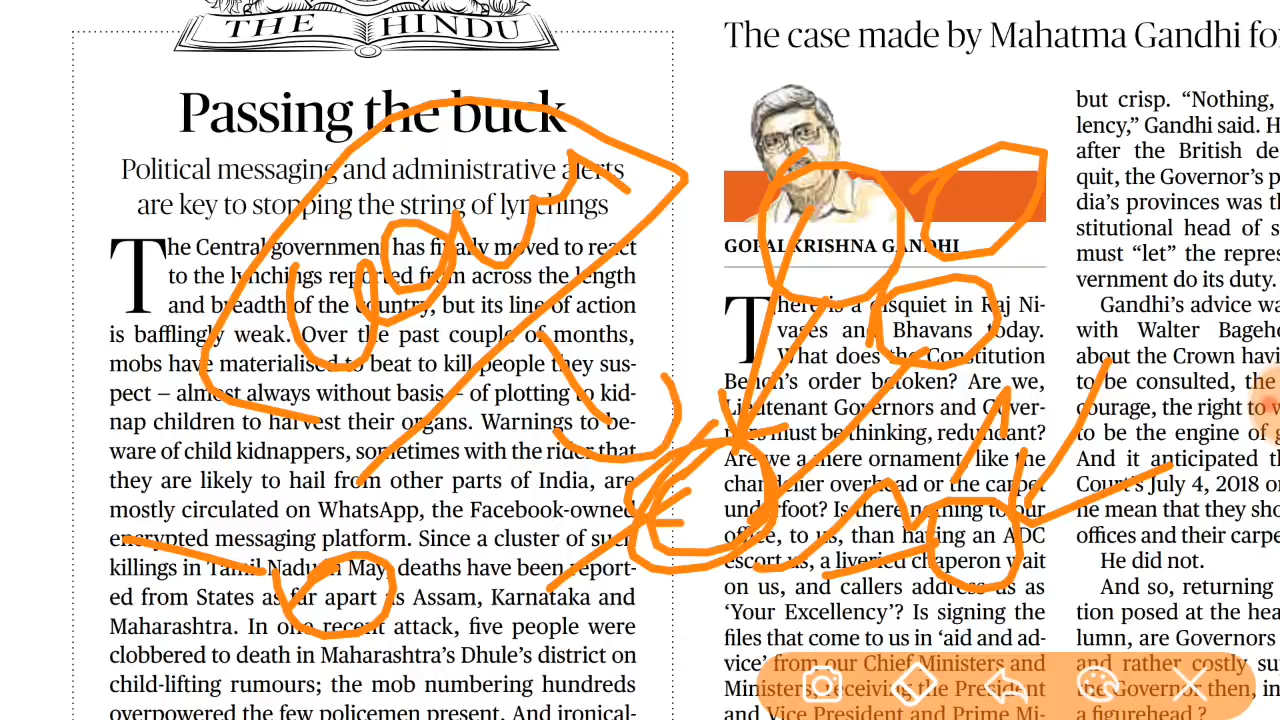 THE HINDU
Passing the buck
Political messaging and administrative alerts
are key to stopping the string of lynchings
The Central government has finally moved to react
to the lynchings reported from across the length
and breadth of the country, but its line of action
is bafflingly weak. Over the past couple of months,
mobs have materialised to beat to kill people they sus-
pect – almost always without basis – of plotting to kid-
nap children to harvest their organs. Warnings to be-
ware of child kidnappers, sometimes with the rider that
they are likely to hail from other parts of India, are
mostly circulated on WhatsApp, the Facebook-owned
encrypted messaging platform. Since a cluster of such
killings in Tamil Nadu in May, deaths have been report-
ed from States as far apart as Assam, Karnataka and
Maharashtra. In one recent attack, five people were
clobbered to death in Maharashtra's Dhule's district on
child-lifting rumours; the mob numbering hundreds
overpowered the few policemen present. And ironical-
The case made by Mahatma Gandhi for
GOPALKRISHNA GANDHI
There is a disquiet in Raj Ni-
vases and Bhavans today.
What does the Constitution
Bench's order betoken? Are we,
Lieutenant Governors and Gover-
nors must be thinking, redundant?
Are we a mere ornament, like the
chandelier overhead or the carpet
underfoot? Is there nothing to our
office, to us, than having an ADC
escort us, a liveried chaperon wait
on us, and callers address us as
'Your Excellency'? Is signing the
files that come to us in 'aid and ad-
vice' from our Chief Ministers and
Ministers, receiving the President
and Vice President and Prime Mi-
but crisp. "Nothing,
lency," Gandhi said. H
after the British de
quit, the Governor's p
dia's provinces was th
stitutional head of s
must "let" the repres
vernment do its duty.
Gandhi's advice wa
with Walter Bageh
about the Crown havi
to be consulted, the
courage, the right to w
to be the engine of g
And it anticipated th
Court's July 4, 2018 or
he mean that they sho
offices and their carpe
He did not.
And so, returning
tion posed at the hea
lumn, are Governors
and rather costly su
the Governor then, in
a figurehead ?